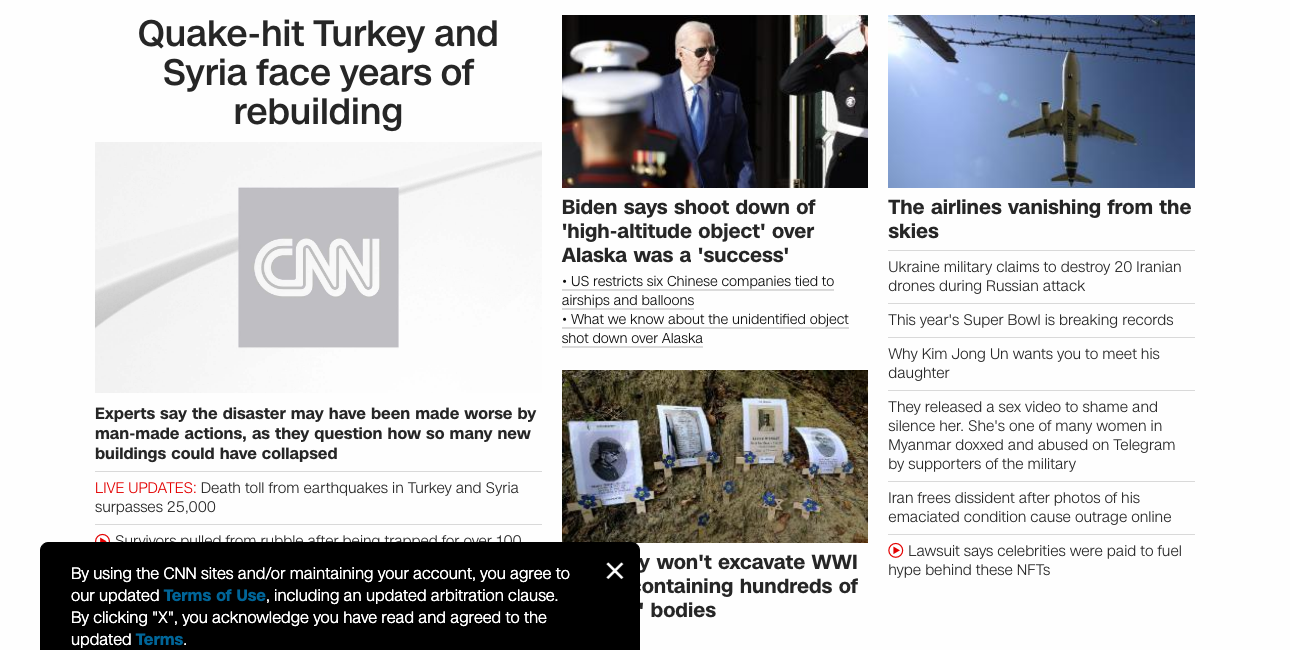 Quake-hit Turkey and
Syria face years of
rebuilding
CNN
Experts say the disaster may have been made worse by
man-made actions, as they question how so many new
buildings could have collapsed
LIVE UPDATES: Death toll from earthquakes in Turkey and Syria
surpasses 25,000
Survivors pulled from rubble after being trapped for over 100
By using the CNN sites and/or maintaining your account, you agree to
our updated Terms of Use, including an updated arbitration clause.
By clicking "X", you acknowledge you have read and agreed to the
updated Terms.
Biden says shoot down of
'high-altitude object' over
Alaska was a 'success'
• US restricts six Chinese companies tied to
airships and balloons
• What we know about the unidentified object
shot down over Alaska
y won't excavate WWI
containing hundreds of
' bodies
The airlines vanishing from the
skies
Ukraine military claims to destroy 20 Iranian
drones during Russian attack
This year's Super Bowl is breaking records
Why Kim Jong Un wants you to meet his
daughter
They released a sex video to shame and
silence her. She's one of many women in
Myanmar doxxed and abused on Telegram
by supporters of the military
Iran frees dissident after photos of his
emaciated condition cause outrage online
Lawsuit says celebrities were paid to fuel
hype behind these NFTs